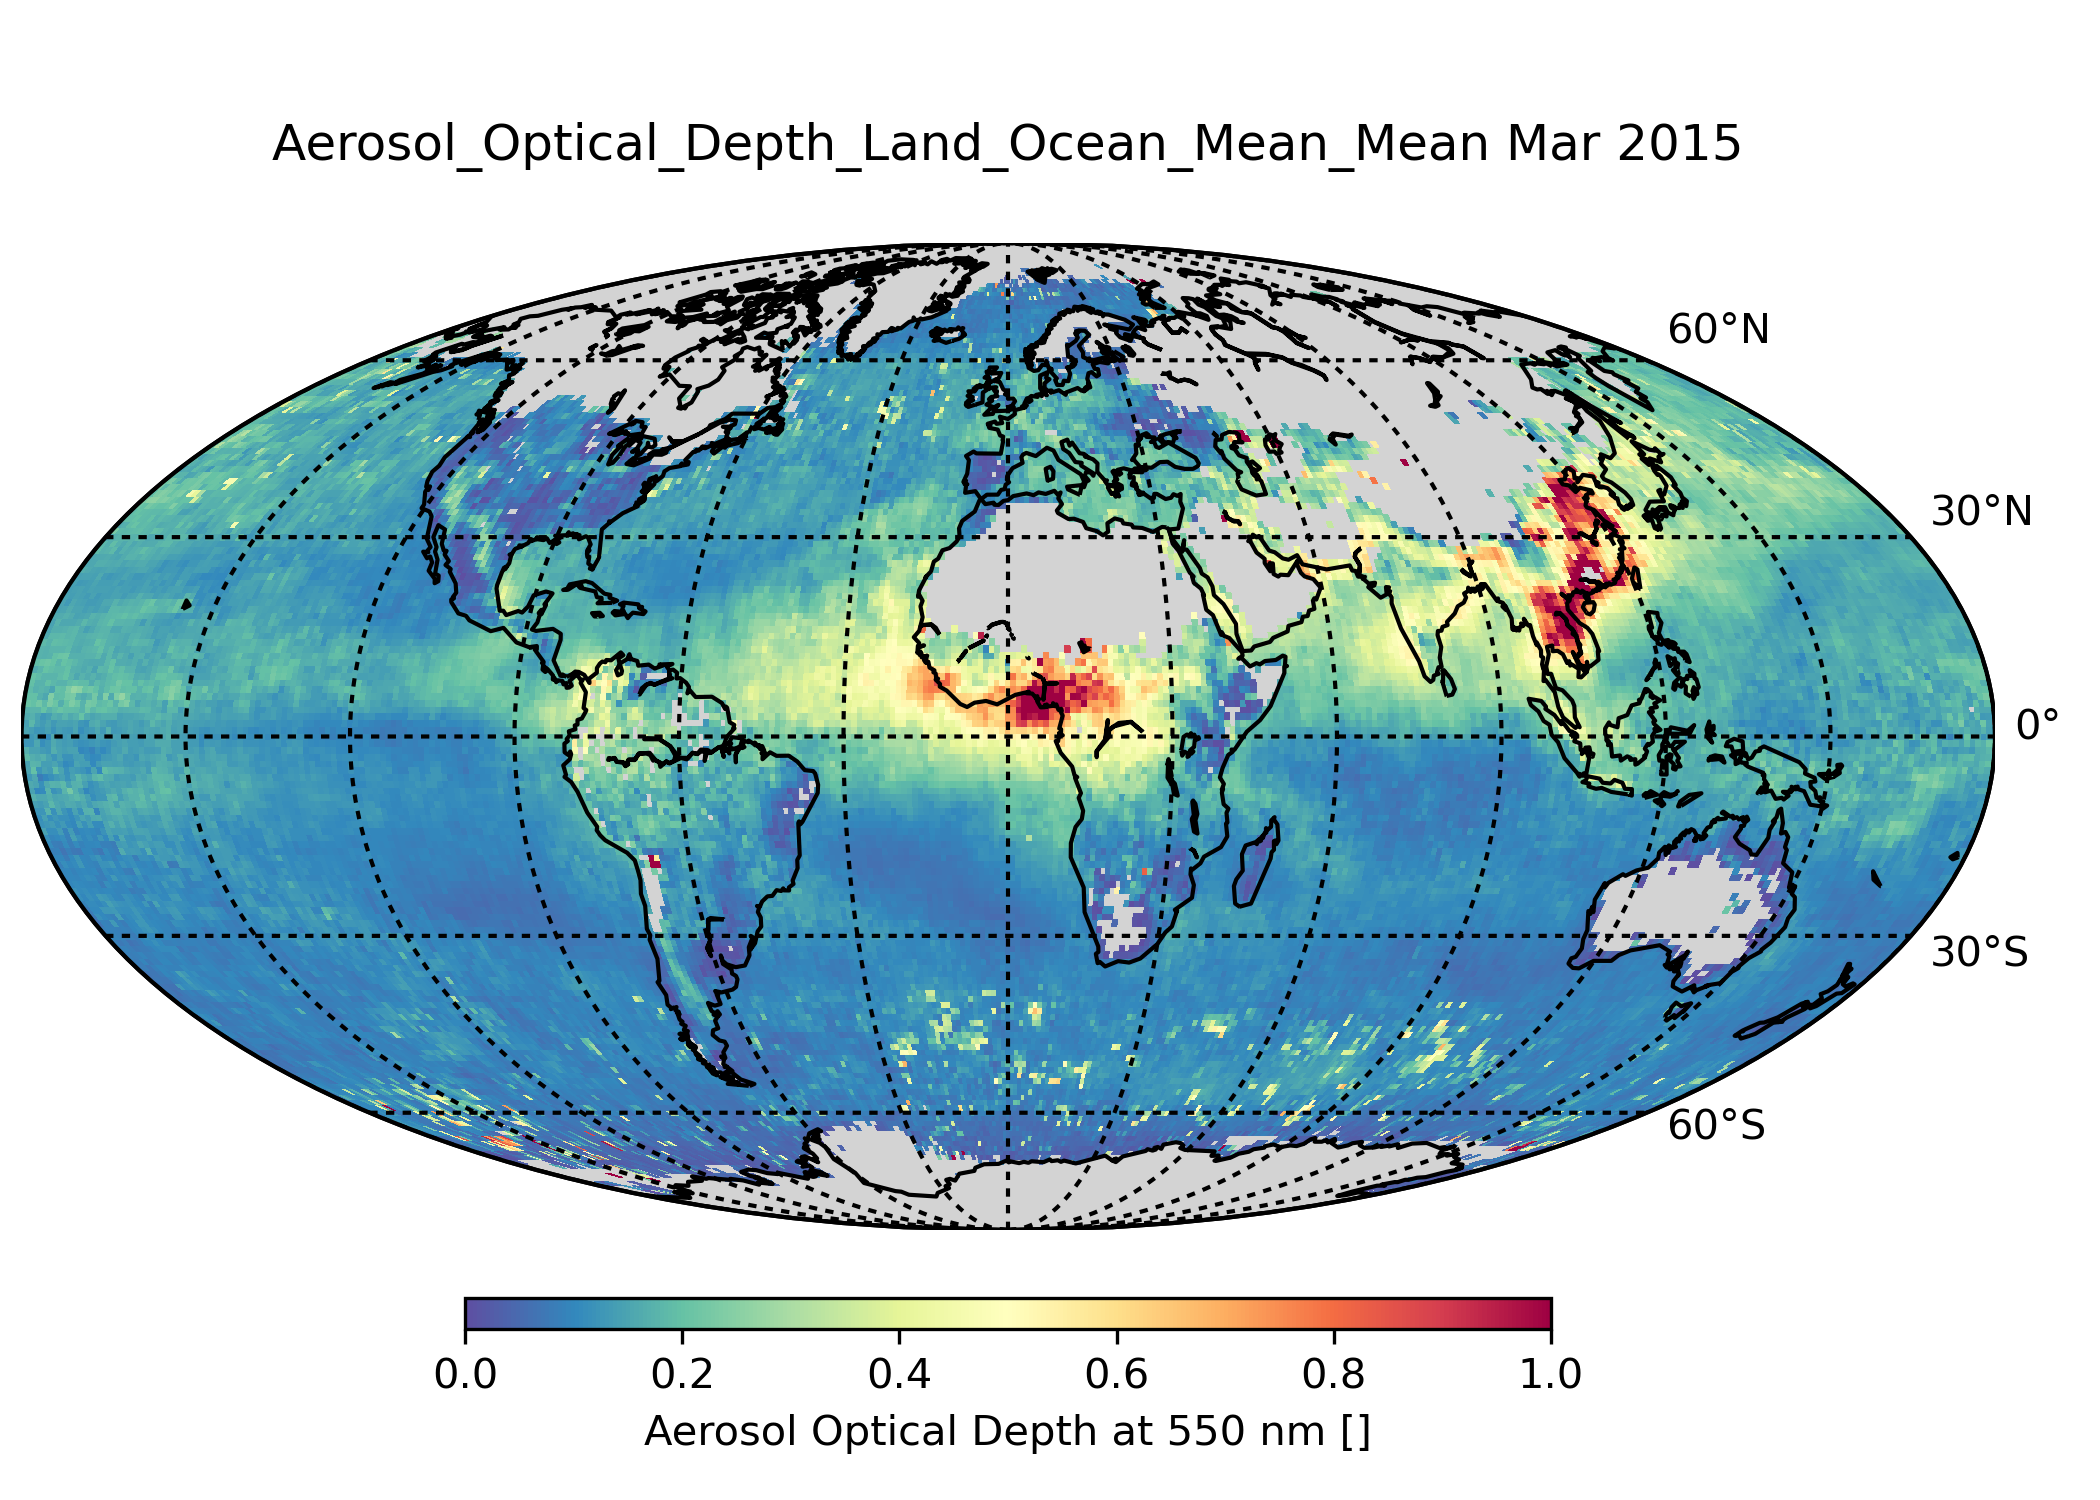 Aerosol_Optical_Depth_Land_Ocean_Mean_Mean Mar 2015
60°N
30°N
0°
30°S
60°S
0.0 0.2 0.4 0.6 0.8 1.0
Aerosol Optical Depth at 550 nm []